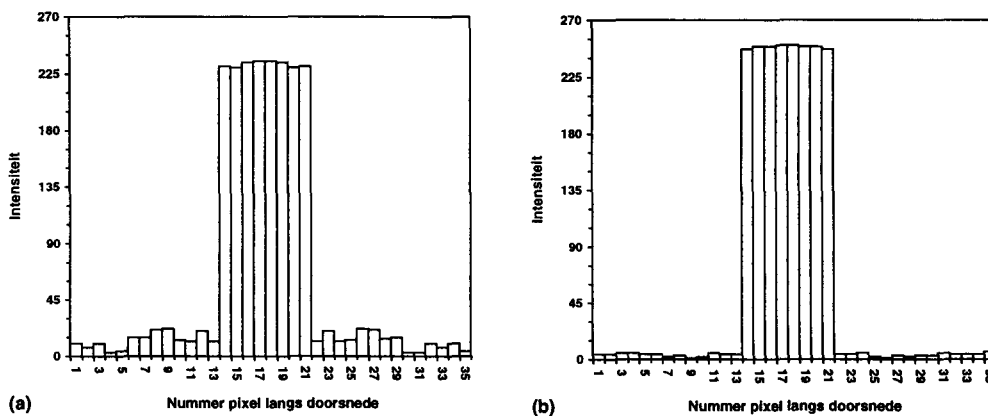 270
225
180
135
90
45
0
Intensiteit
1 3 5 7 9 11 13 15 17 19 21 23 25 27 29 31 33 35
Nummer pixel langs doorsnede
(a)
270
225
180
135
90
45
0
Intensiteit
1 3 5 7 9 11 13 15 17 19 21 23 25 27 29 31 33
Nummer pixel langs doorsnede
(b)